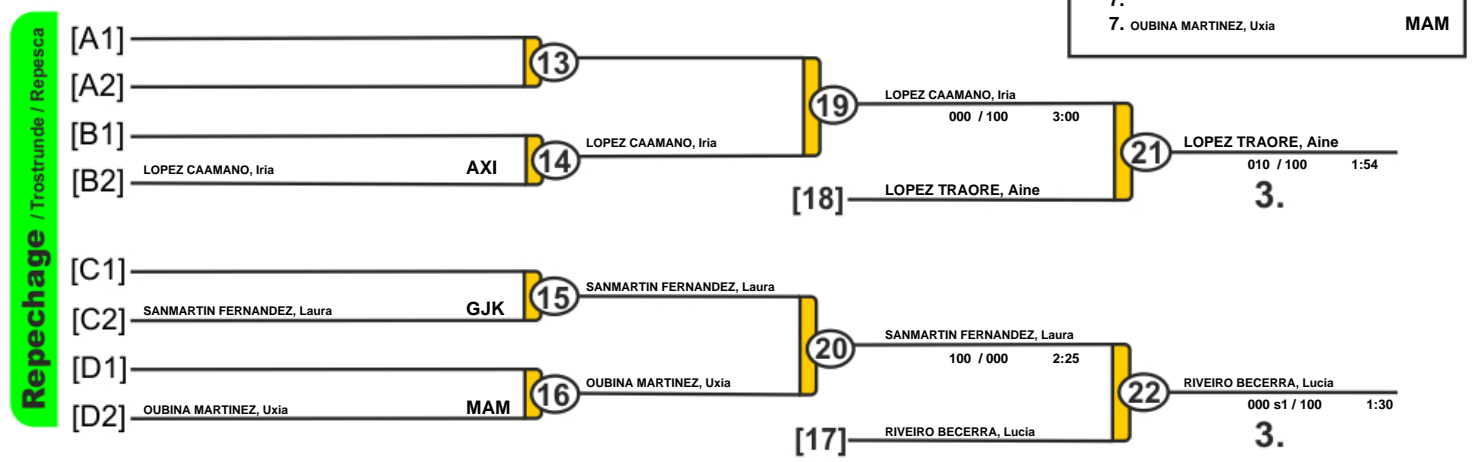 7.
7. OUBINA MARTINEZ, Uxia MAM
Repechage / Trostrunde / Repesca
[A1]
13
[A2]
19
LOPEZ CAAMANO, Iria
000 / 100 3:00
[B1]
14
LOPEZ CAAMANO, Iria
[B2] LOPEZ CAAMANO, Iria AXI
21
LOPEZ TRAORE, Aine
010 / 100 1:54
3.
[18] LOPEZ TRAORE, Aine
[C1]
15
SANMARTIN FERNANDEZ, Laura
[C2] SANMARTIN FERNANDEZ, Laura GJK
20
SANMARTIN FERNANDEZ, Laura
100 / 000 2:25
[D1]
16
OUBINA MARTINEZ, Uxia
[D2] OUBINA MARTINEZ, Uxia MAM
22
RIVEIRO BECERRA, Lucia
000 s1 / 100 1:30
3.
[17] RIVEIRO BECERRA, Lucia